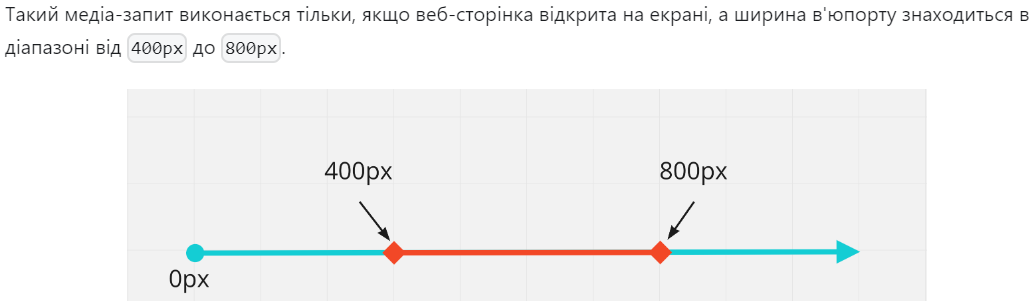 Такий медіа-запит виконається тільки, якщо веб-сторінка відкрита на екрані, а ширина в'юпорту знаходиться в
діапазоні від 400px до 800px.
400px
800px
0px